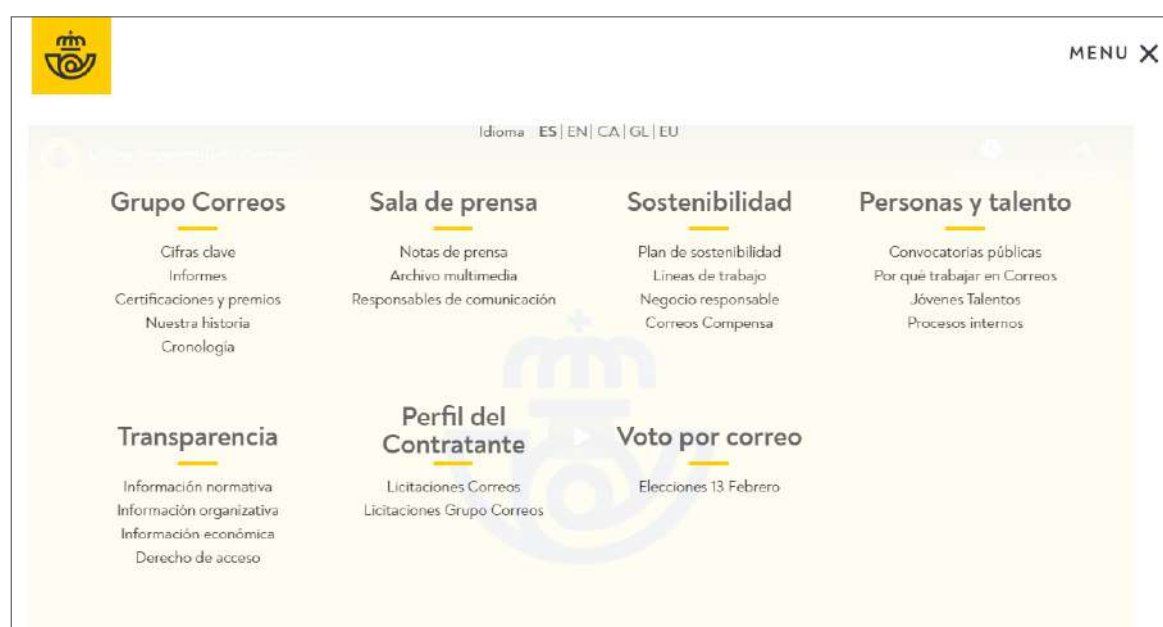 MENU X
Idioma ES | EN | CA | GL | EU
Grupo Correos
Cifras clave
Informes
Certificaciones y premios
Nuestra historia
Cronología
Sala de prensa
Notas de prensa
Archivo multimedia
Responsables de comunicación
Sostenibilidad
Plan de sostenibilidad
Líneas de trabajo
Negocio responsable
Correos Compensa
Personas y talento
Convocatorias públicas
Por qué trabajar en Correos
Jóvenes Talentos
Procesos internos
Transparencia
Información normativa
Información organizativa
Información económica
Derecho de acceso
Perfil del
Contratante
Licitaciones Correos
Licitaciones Grupo Correos
Voto por correo
Elecciones 13 Febrero